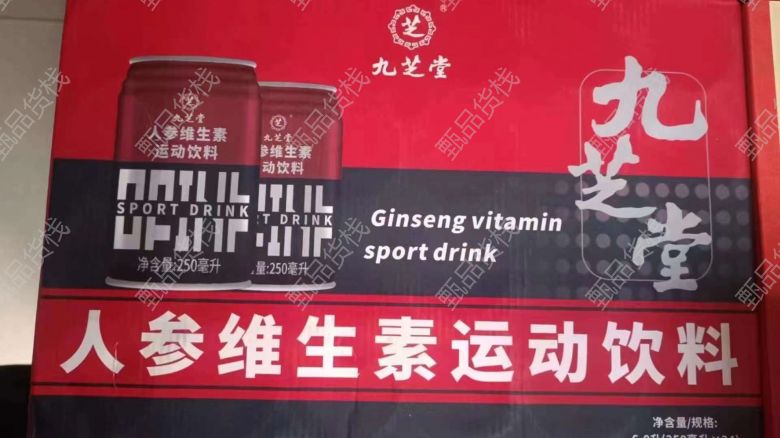 芝
®
九芝堂
九芝堂
芝
九芝堂
人参维生素
运动饮料
SPORT DRINK
净含量:250毫升
参维生素
动饮料
RT DRINK
量:250毫升
Ginseng vitamin
sport drink
人参维生素运动饮料
净含量/规格:
甄品货栈